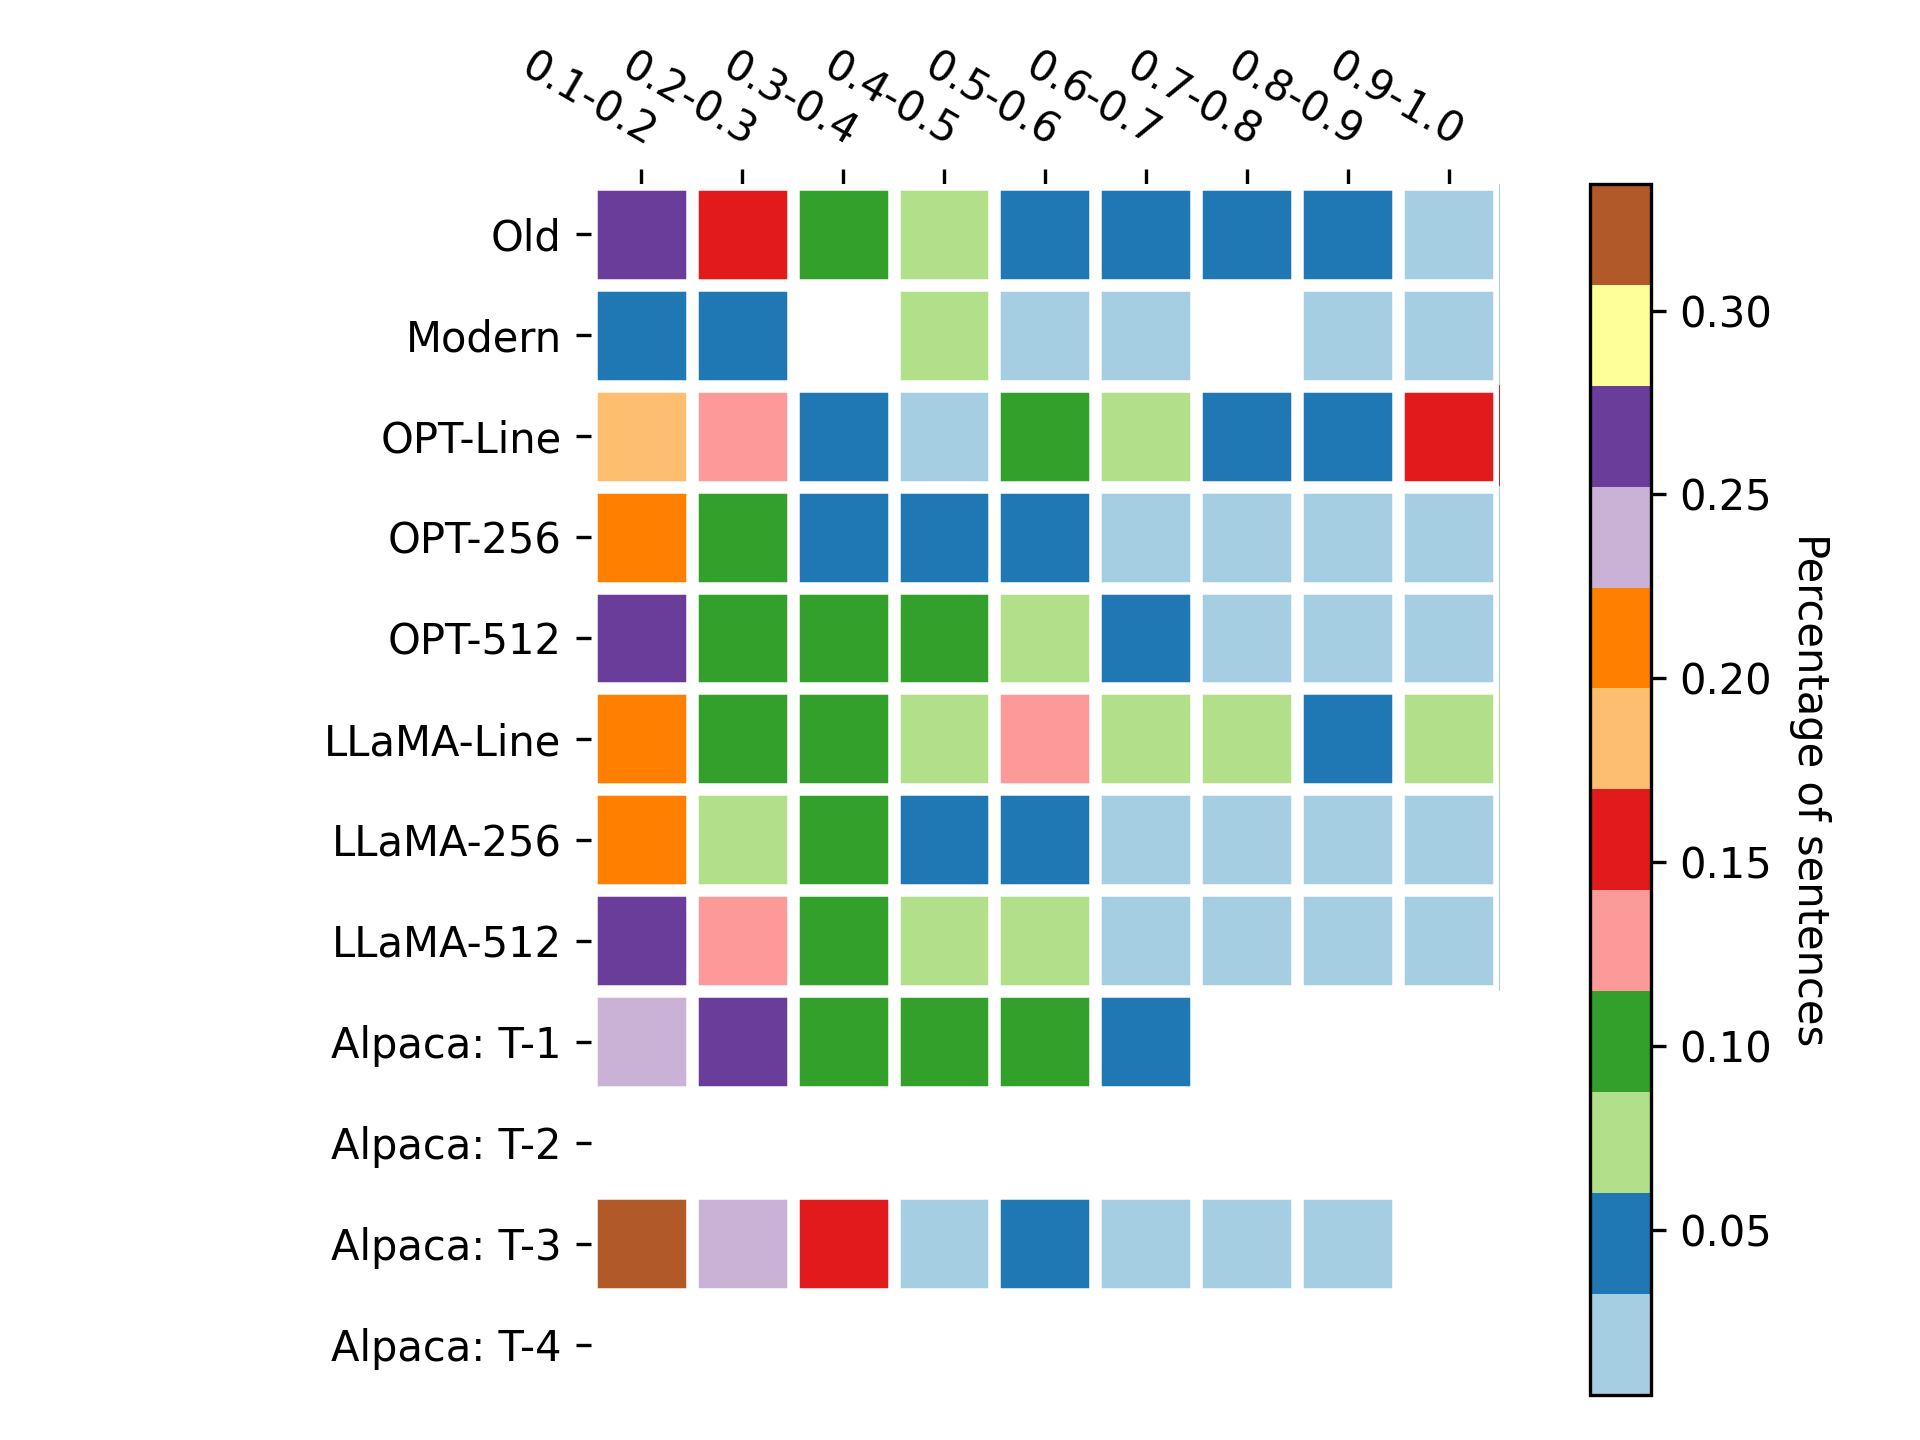 0.1-0.2
0.2-0.3
0.3-0.4
0.4-0.5
0.5-0.6
0.6-0.7
0.7-0.8
0.8-0.9
0.9-1.0
Old
Modern
OPT-Line
OPT-256
OPT-512
LLaMA-Line
LLaMA-256
LLaMA-512
Alpaca: T-1
Alpaca: T-2
Alpaca: T-3
Alpaca: T-4
0.30
0.25
0.20
0.15
0.10
0.05
Percentage of sentences